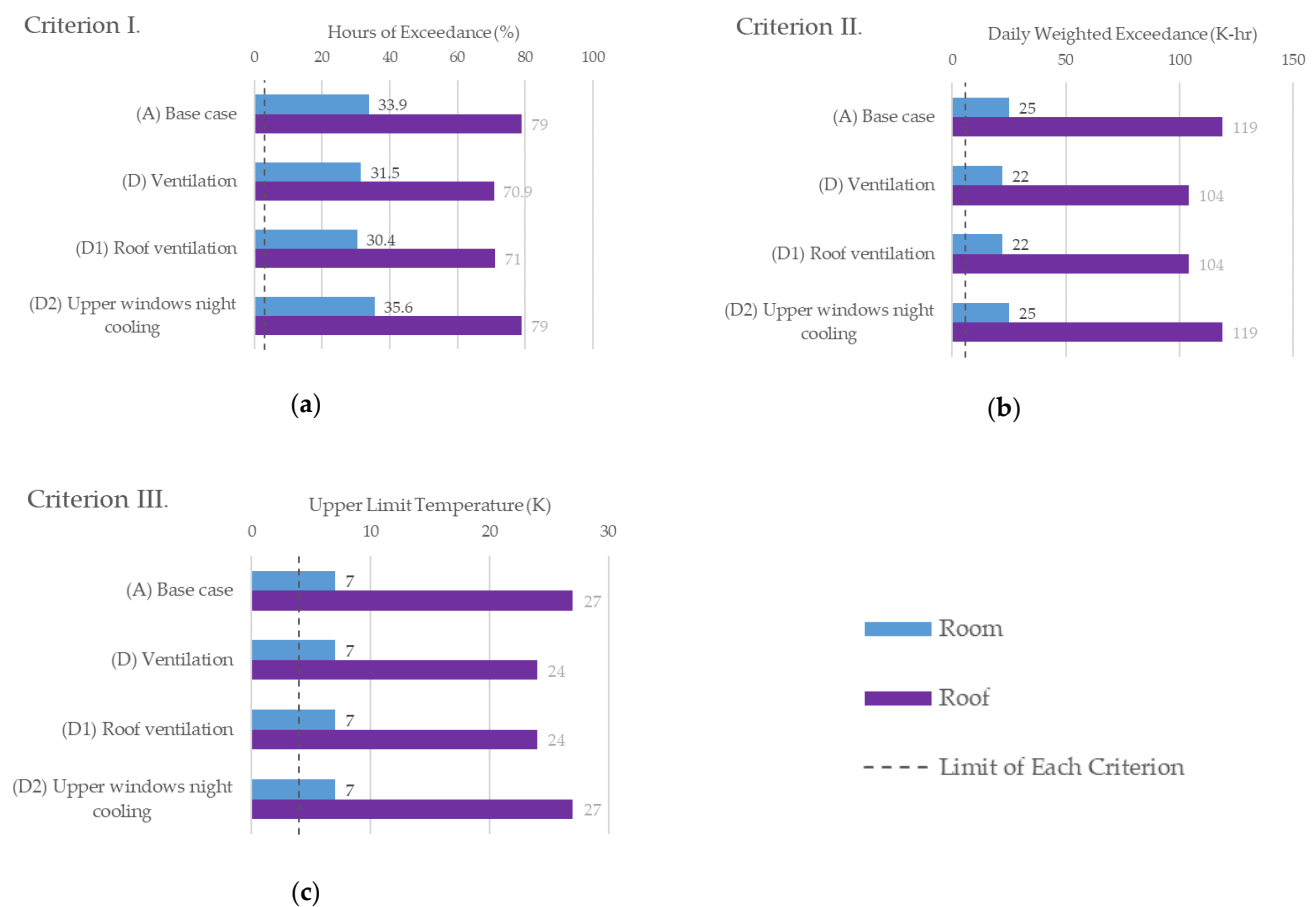 Criterion I.
Hours of Exceedance (%)
0 20 40 60 80 100
(A) Base case
33.9
79
(D) Ventilation
31.5
70.9
(D1) Roof ventilation
30.4
71
(D2) Upper windows night
cooling
35.6
79
(a)
Criterion II.
Daily Weighted Exceedance (K-hr)
0 50 100 150
(A) Base case
25
119
(D) Ventilation
22
104
(D1) Roof ventilation
22
104
(D2) Upper windows night
cooling
25
119
(b)
Criterion III.
Upper Limit Temperature (K)
0 10 20 30
(A) Base case
7
27
(D) Ventilation
7
24
(D1) Roof ventilation
7
24
(D2) Upper windows night
cooling
7
27
(c)
Room
Roof
Limit of Each Criterion